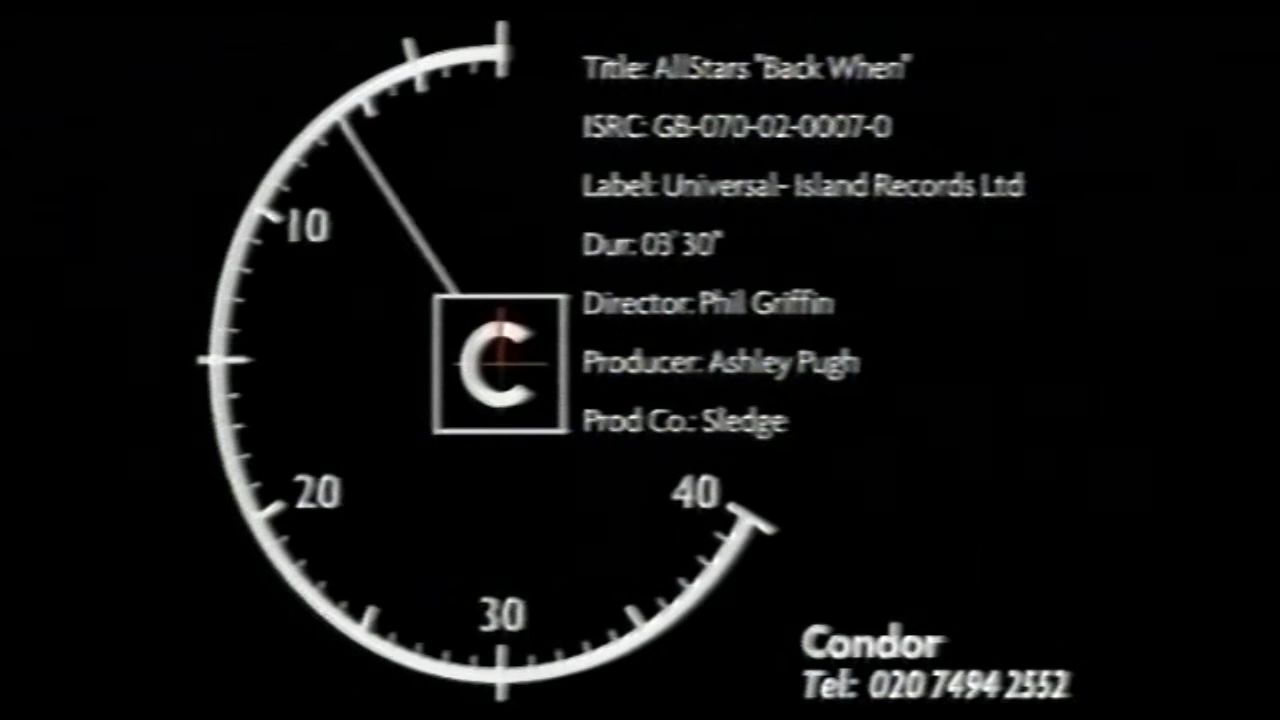 Title: AllStars "Back When"
ISRC: GB-070-02-0007-0
Label: Universal- Island Records Ltd
Dur: 03' 30"
Director: Phil Griffin
Producer: Ashley Pugh
Prod Co.: Sledge
10
C
20
40
30
Condor
Tel: 020 7494 2552